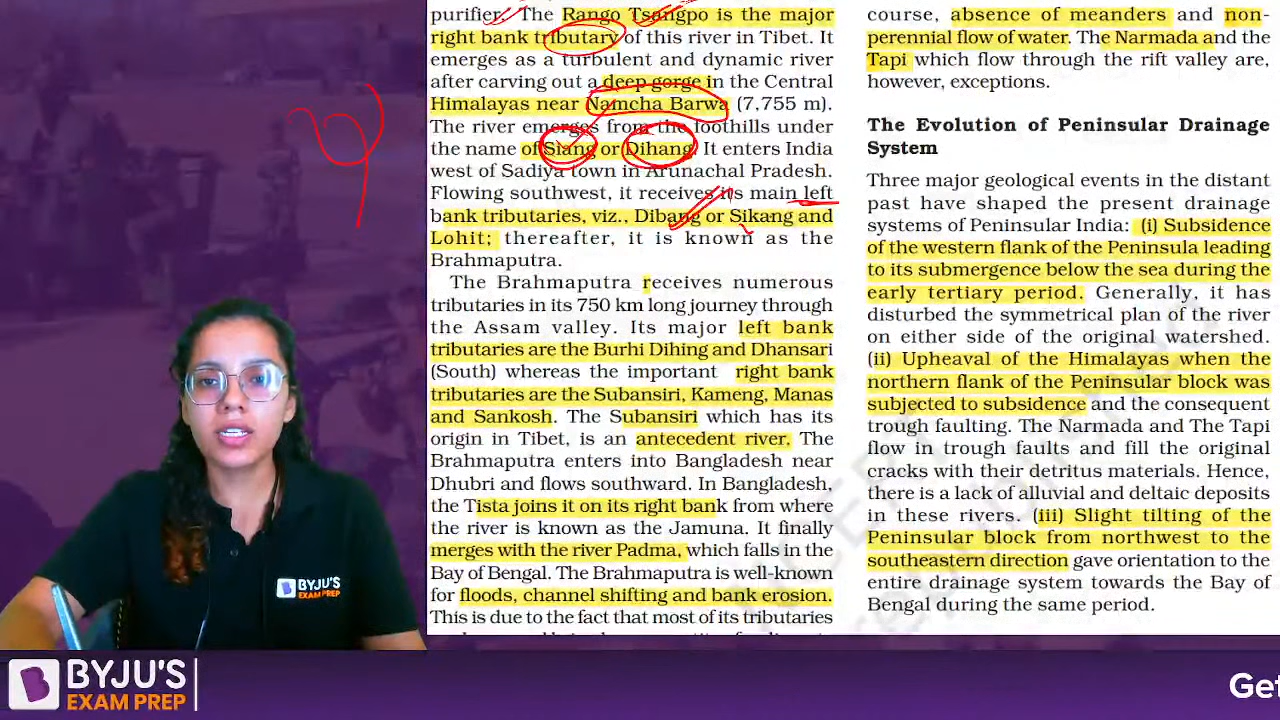 purifier. The Rango Tsangpo is the major
right bank tributary of this river in Tibet. It
emerges as a turbulent and dynamic river
after carving out a deep gorge in the Central
Himalayas near Namcha Barwa (7,755 m).
The river emerges from the foothills under
the name of Siang or Dihang. It enters India
west of Sadiya town in Arunachal Pradesh.
Flowing southwest, it receives its main left
bank tributaries, viz., Dibang or Sikang and
Lohit; thereafter, it is known as the
Brahmaputra.
The Brahmaputra receives numerous
tributaries in its 750 km long journey through
the Assam valley. Its major left bank
tributaries are the Burhi Dihing and Dhansari
(South) whereas the important right bank
tributaries are the Subansiri, Kameng, Manas
and Sankosh. The Subansiri which has its
origin in Tibet, is an antecedent river. The
Brahmaputra enters into Bangladesh near
Dhubri and flows southward. In Bangladesh,
the Tista joins it on its right bank from where
the river is known as the Jamuna. It finally
merges with the river Padma, which falls in the
Bay of Bengal. The Brahmaputra is well-known
for floods, channel shifting and bank erosion.
This is due to the fact that most of its tributaries
course, absence of meanders and non-
perennial flow of water. The Narmada and the
Tapi which flow through the rift valley are,
however, exceptions.
The Evolution of Peninsular Drainage
System
Three major geological events in the distant
past have shaped the present drainage
systems of Peninsular India: (i) Subsidence
of the western flank of the Peninsula leading
to its submergence below the sea during the
early tertiary period. Generally, it has
disturbed the symmetrical plan of the river
on either side of the original watershed.
(ii) Upheaval of the Himalayas when the
northern flank of the Peninsular block was
subjected to subsidence and the consequent
trough faulting. The Narmada and The Tapi
flow in trough faults and fill the original
cracks with their detritus materials. Hence,
there is a lack of alluvial and deltaic deposits
in these rivers. (iii) Slight tilting of the
Peninsular block from northwest to the
southeastern direction gave orientation to the
entire drainage system towards the Bay of
Bengal during the same period.
BYJU'S
EXAM PREP
BYJU'S
EXAM PREP
Get